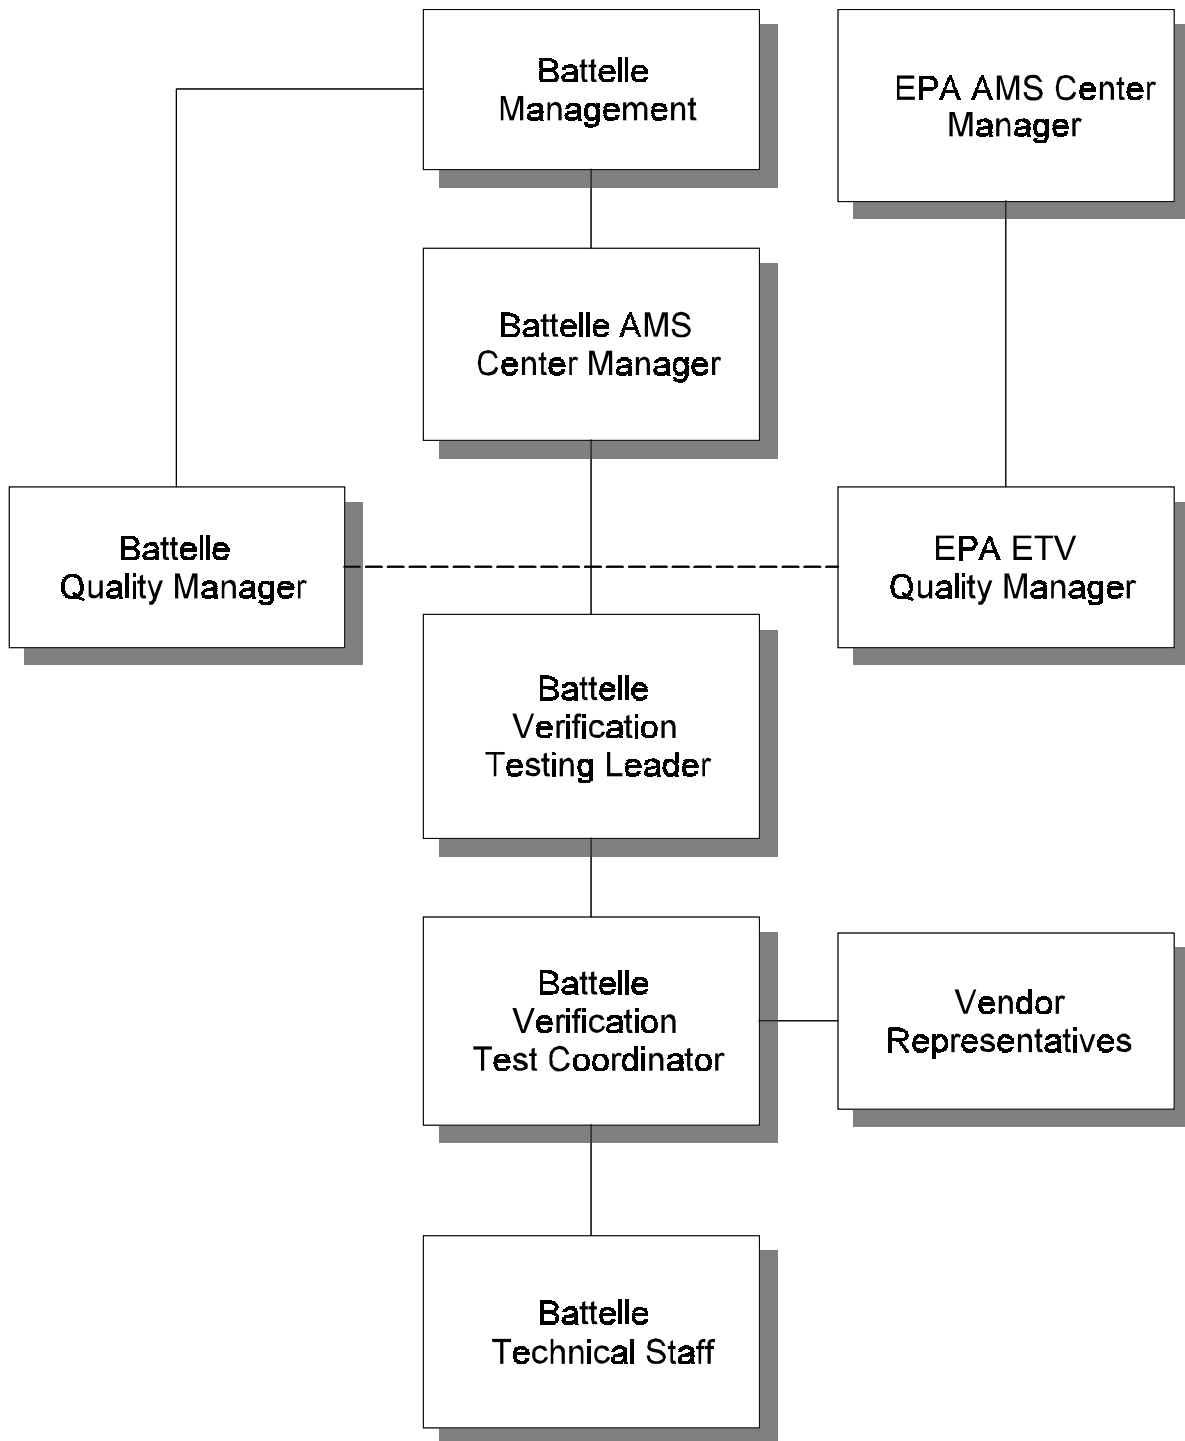 Battelle
Management
EPA AMS Center
Manager
Battelle AMS
Center Manager
Battelle
Quality Manager
EPA ETV
Quality Manager
Battelle
Verification
Testing Leader
Battelle
Verification
Test Coordinator
Vendor
Representatives
Battelle
Technical Staff